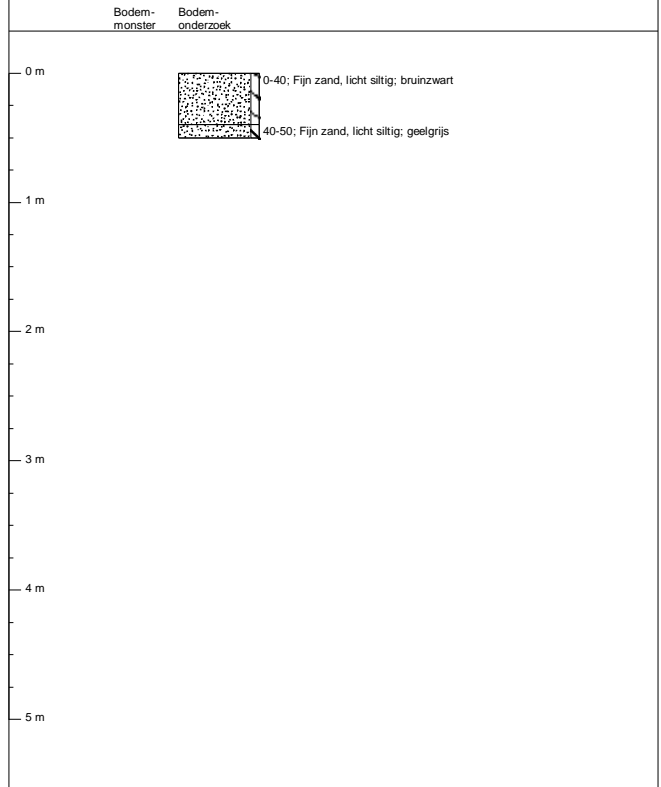 Bodem-
monster
Bodem-
onderzoek
0 m
0-40; Fijn zand, licht siltig; bruinzwart
40-50; Fijn zand, licht siltig; geelgrijs
1 m
2 m
3 m
4 m
5 m